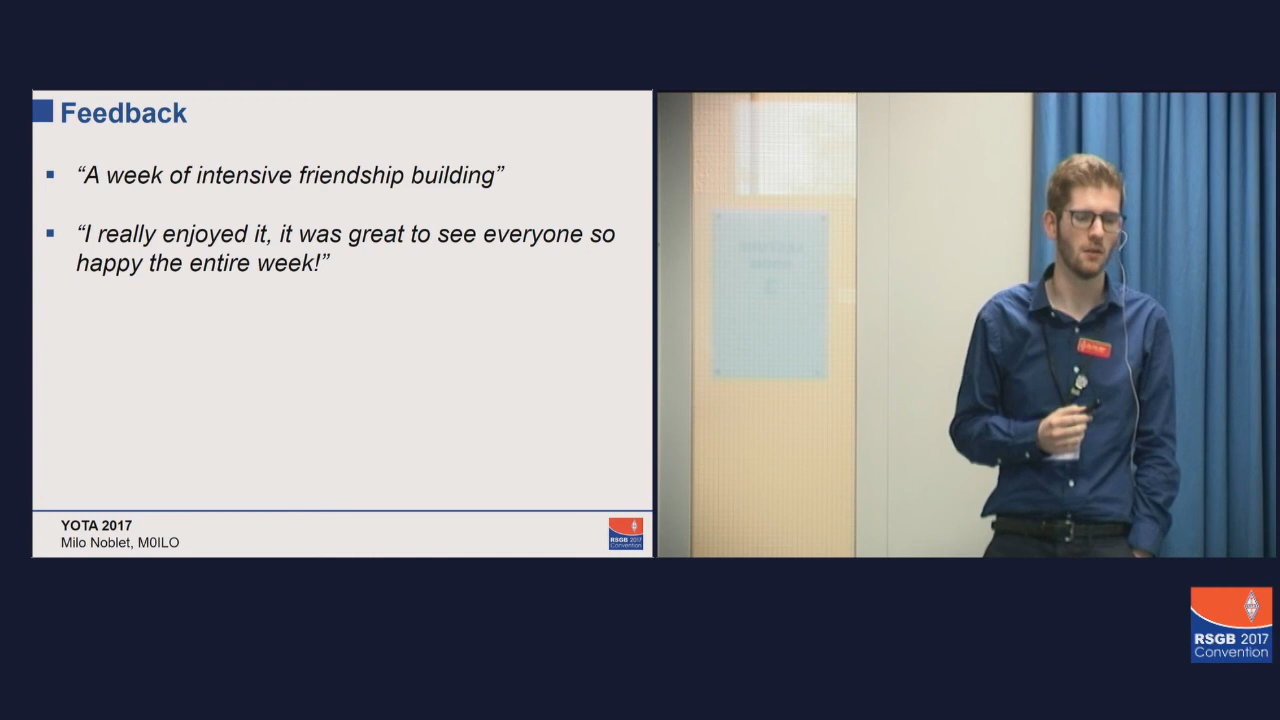 Feedback
“A week of intensive friendship building”
“I really enjoyed it, it was great to see everyone so
happy the entire week!”
YOTA 2017
Milo Noblet, M0ILO
RSGB 2017
Convention
RSGB 2017
Convention